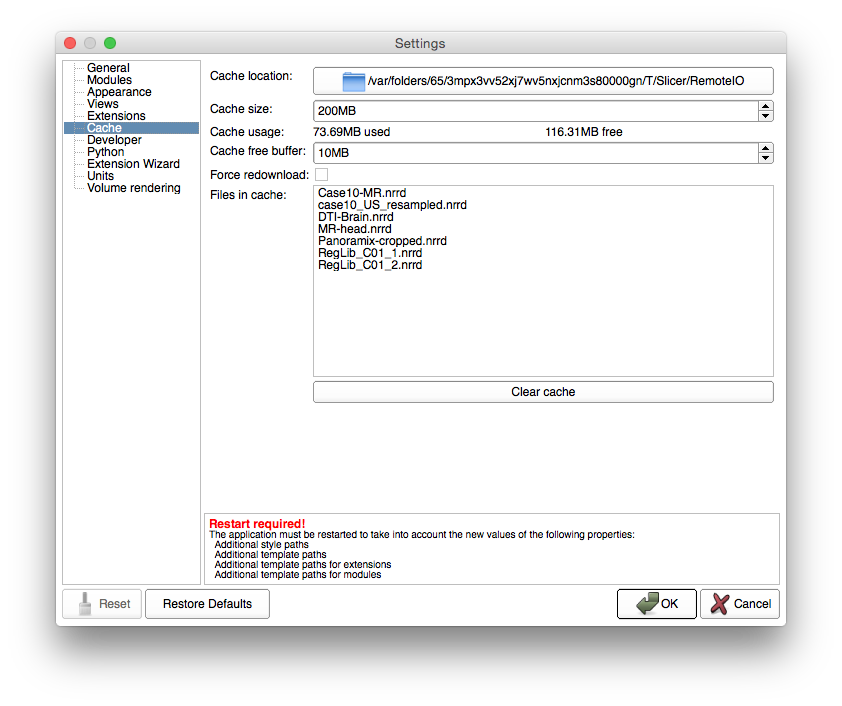 Settings
General
Modules
Appearance
Views
Extensions
Cache
Developer
Python
Extension Wizard
Units
Volume rendering
Cache location:
/var/folders/65/3mpx3vv52xj7wv5nxjcnm3s80000gn/T/Slicer/RemoteIO
Cache size:
200MB
Cache usage:
73.69MB used
116.31MB free
Cache free buffer:
10MB
Force redownload:
Files in cache:
Case10-MR.nrrd
case10_US_resampled.nrrd
DTI-Brain.nrrd
MR-head.nrrd
Panoramix-cropped.nrrd
RegLib_C01_1.nrrd
RegLib_C01_2.nrrd
Clear cache
Restart required!
The application must be restarted to take into account the new values of the following properties:
Additional style paths
Additional template paths
Additional template paths for extensions
Additional template paths for modules
Reset
Restore Defaults
OK
Cancel